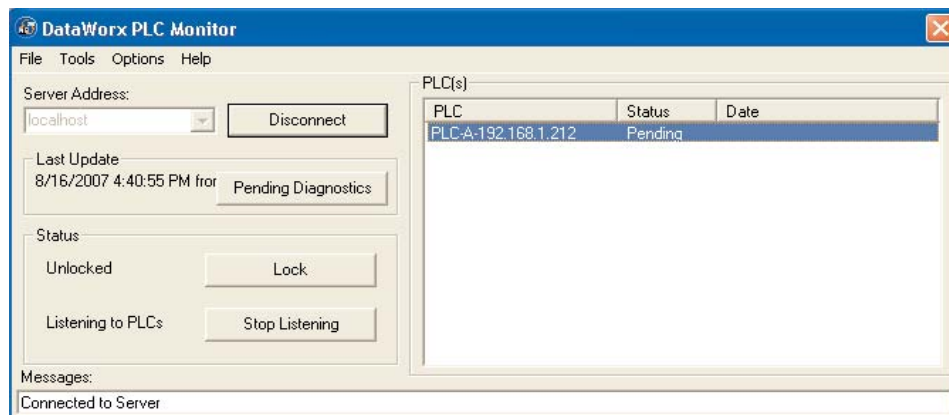 DataWorx PLC Monitor
File Tools Options Help
Server Address:
localhost
Disconnect
Last Update
8/16/2007 4:40:55 PM
Pending Diagnostics
Status
Unlocked
Lock
Listening to PLCs
Stop Listening
PLC(s)
PLC Status Date
PLC-A-192.168.1.212 Pending
Messages:
Connected to Server